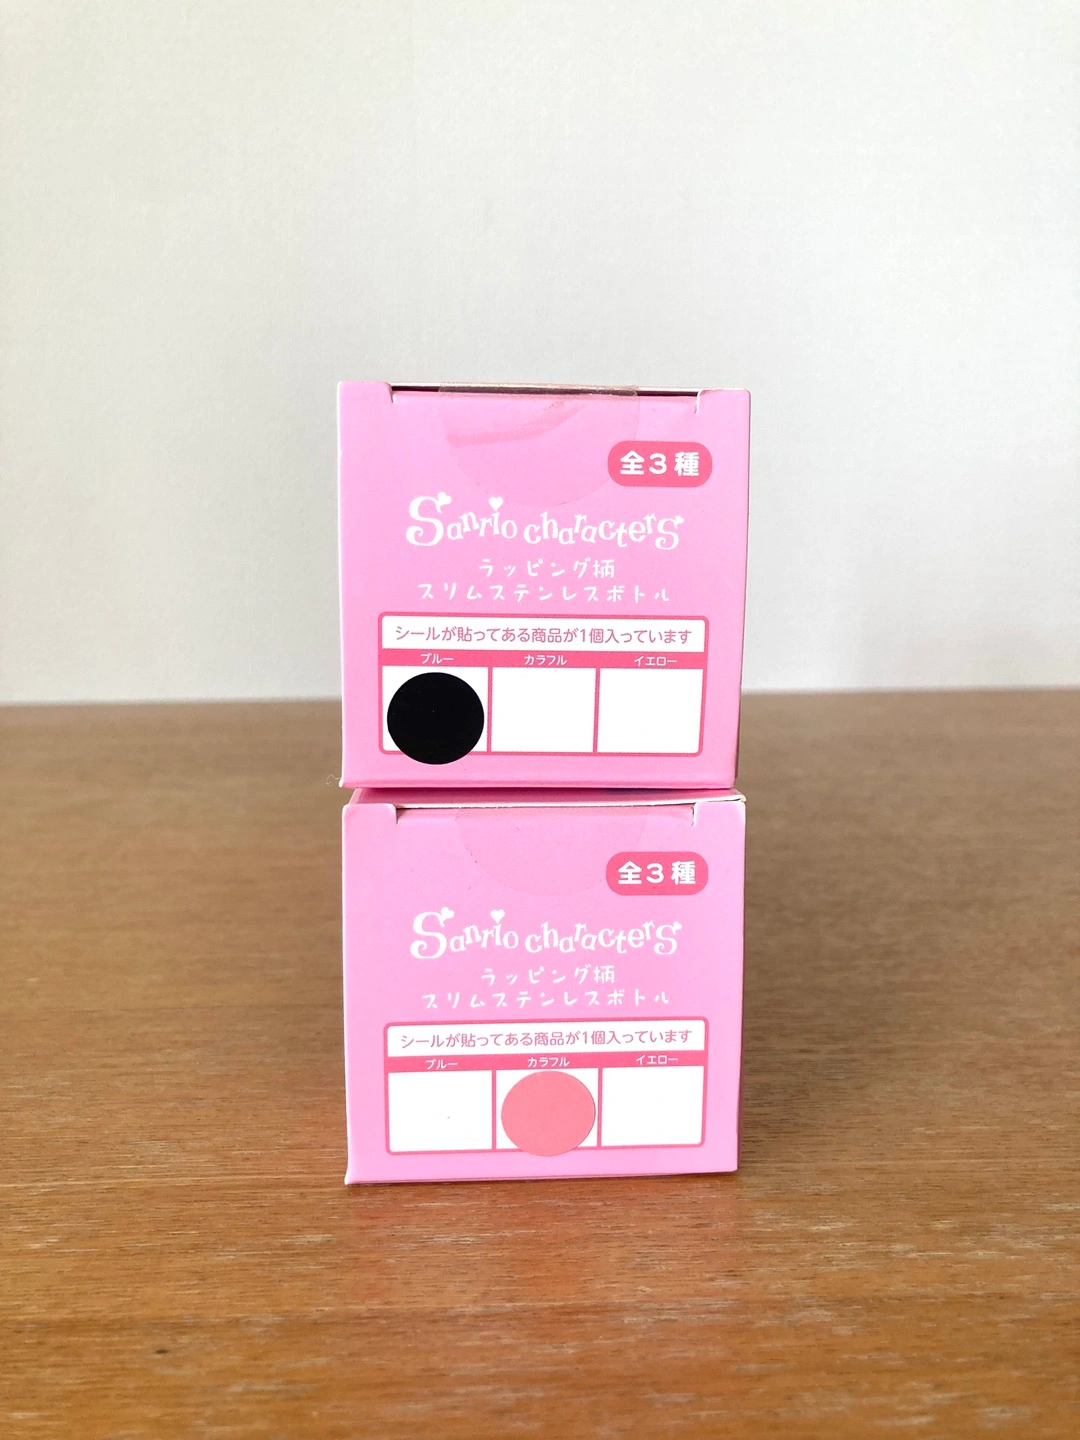 全3種
Sanrio characters
ラッピング柄
スリムステンレスボトル
シールが貼ってある商品が1個入っています
ブルー カラフル イエロー
全3種
Sanrio characters
ラッピング柄
スリムステンレスボトル
シールが貼ってある商品が1個入っています
ブルー カラフル イエロー